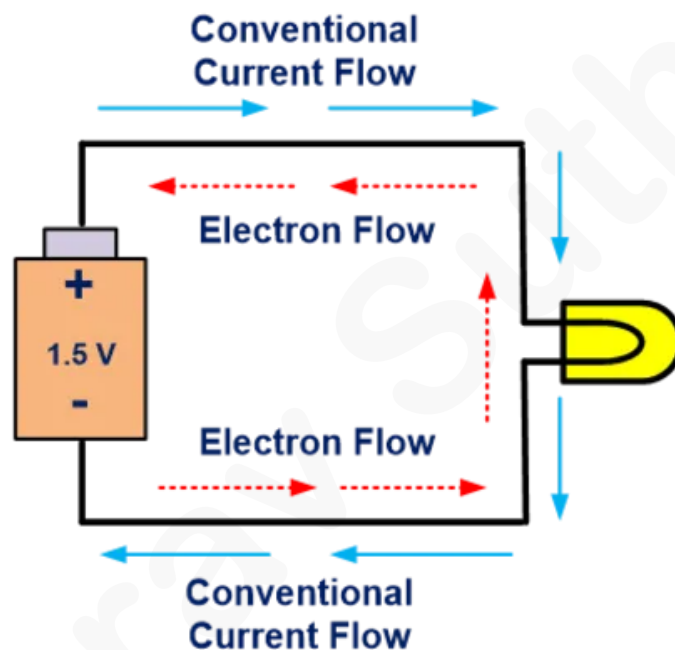 Conventional
Current Flow
Electron Flow
+
1.5 V
-
Electron Flow
Conventional
Current Flow